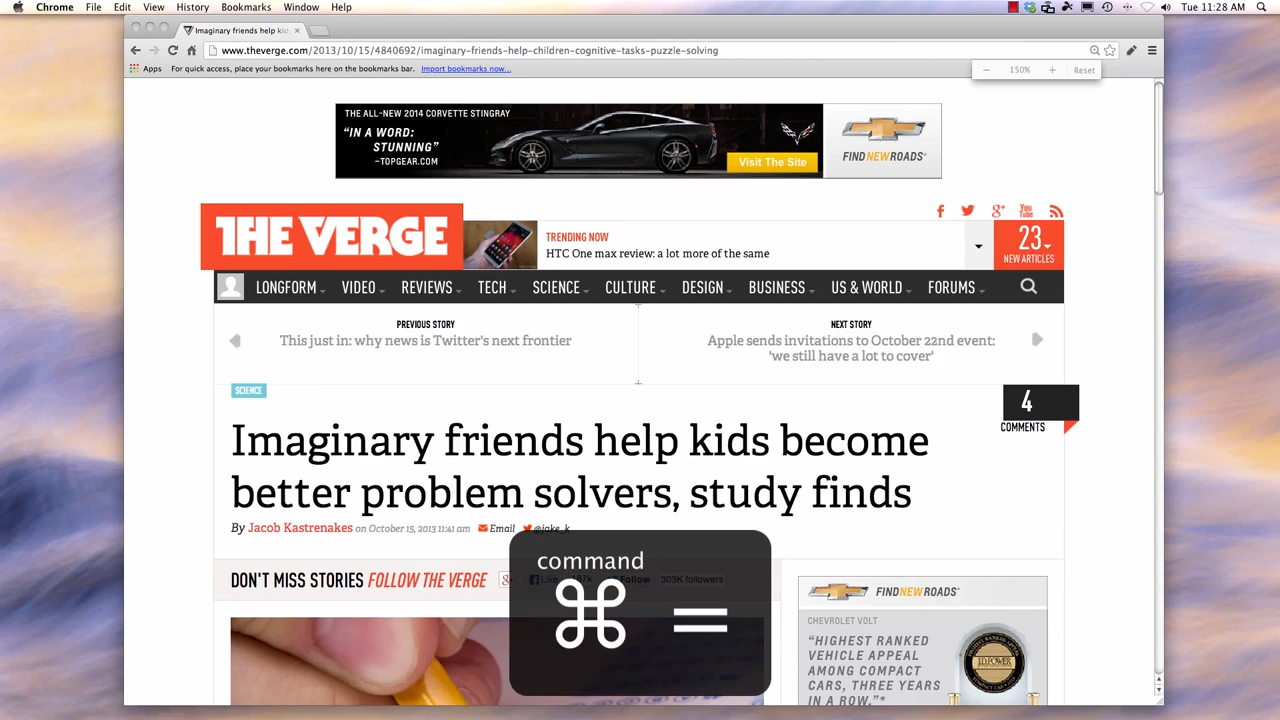 Chrome File Edit View History Bookmarks Window Help Tue 11:28 AM
Imaginary friends help kid
www.theverge.com/2013/10/15/4840692/imaginary-friends-help-children-cognitive-tasks-puzzle-solving
Apps For quick access, place your bookmarks here on the bookmarks bar. Import bookmarks now...
− 150% + Reset
THE ALL-NEW 2014 CORVETTE STINGRAY
“IN A WORD:
STUNNING”
–TOPGEAR.COM
Visit The Site
FIND NEW ROADS®
THE VERGE
TRENDING NOW
HTC One max review: a lot more of the same
You
Tube
23
NEW ARTICLES
LONGFORM VIDEO REVIEWS TECH SCIENCE CULTURE DESIGN BUSINESS US & WORLD FORUMS
PREVIOUS STORY
This just in: why news is Twitter's next frontier
NEXT STORY
Apple sends invitations to October 22nd event:
'we still have a lot to cover'
SCIENCE
4
COMMENTS
Imaginary friends help kids become
better problem solvers, study finds
By Jacob Kastrenakes on October 15, 2013 11:41 am Email @jake_k
DON'T MISS STORIES FOLLOW THE VERGE Like Follow 303K followers
command
⌘ =
FIND NEW ROADS®
CHEVROLET VOLT
“HIGHEST RANKED
VEHICLE APPEAL
AMONG COMPACT
CARS, THREE YEARS
IN A ROW.”*
J.D. POWER